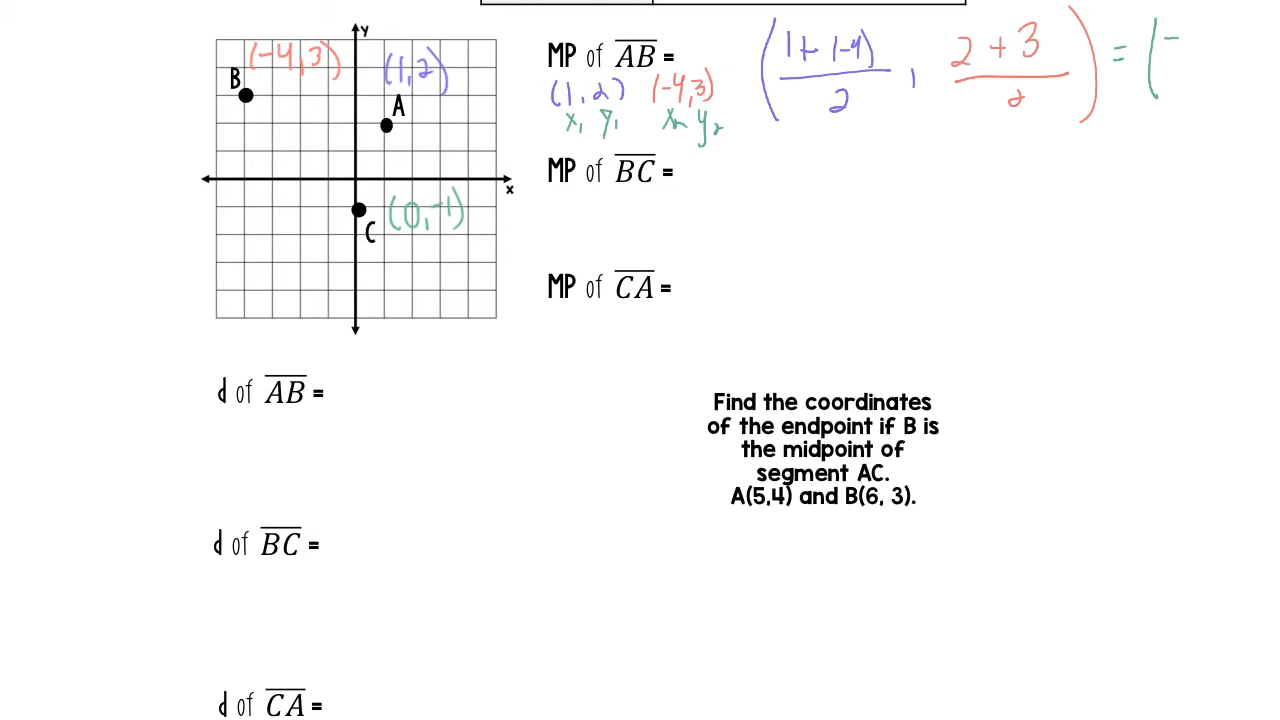 y
B (-4,3) (1,2)
A
x
C (0,-1)
MP of AB = ( 1 + (-4) / 2 , 2 + 3 / 2 ) = ( -
(1,2) (-4,3)
x₁ y₁ x₂ y₂
MP of BC =
MP of CA =
d of AB =
d of BC =
d of CA =
Find the coordinates
of the endpoint if B is
the midpoint of
segment AC.
A(5,4) and B(6, 3).